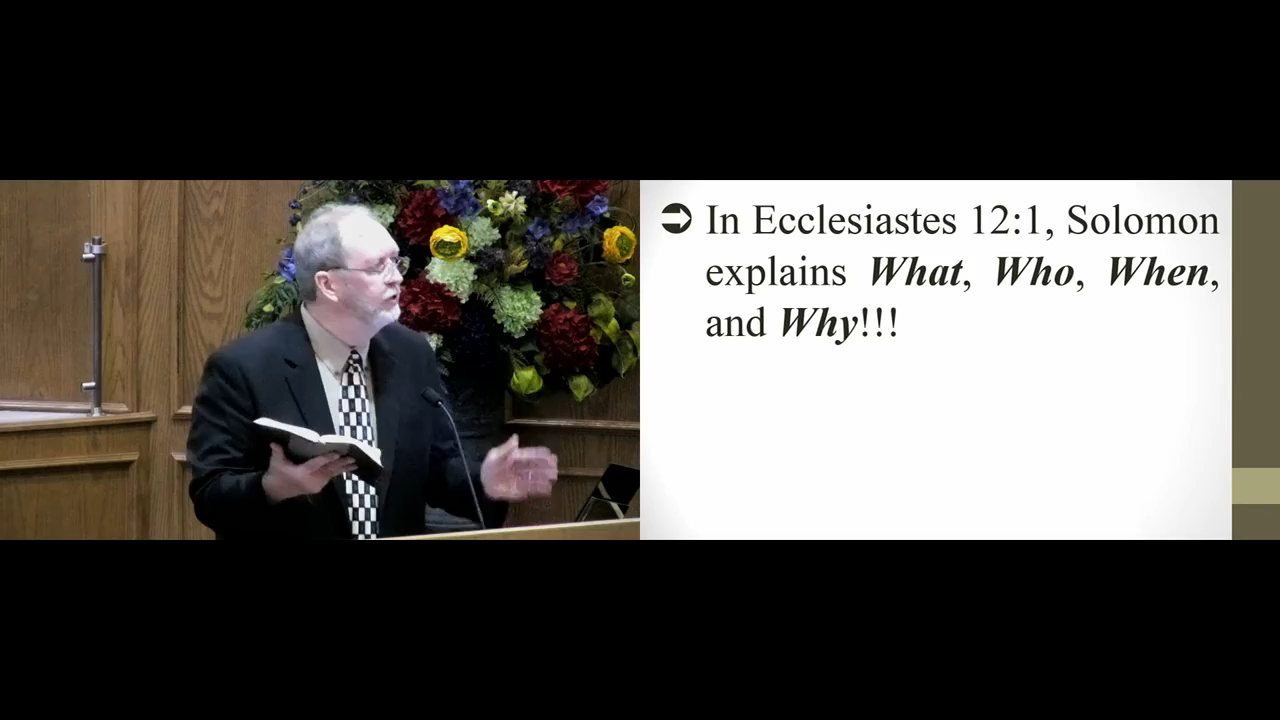 ➲ In Ecclesiastes 12:1, Solomon
explains What, Who, When,
and Why!!!